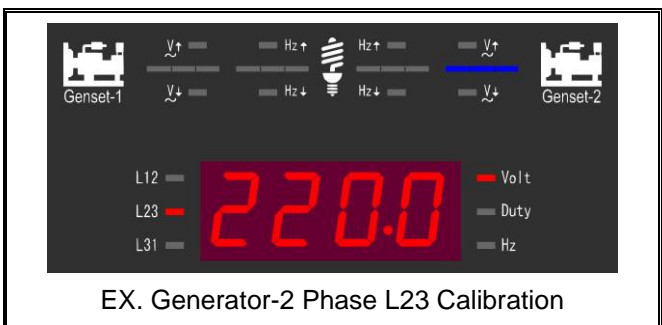 V↑ Hz↑ Hz↑ V↑
~ ~
Genset-1 V↓ Hz↓ Hz↓ V↓ Genset-2
~ ~
L12 Volt
L23 220.0 Duty
L31 Hz
EX. Generator-2 Phase L23 Calibration